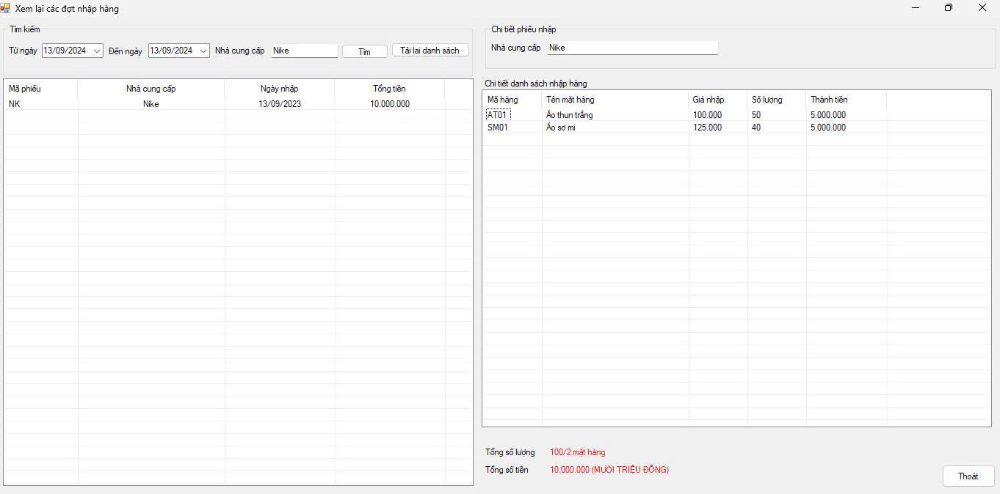 Xem lại các đợt nhập hàng
Tìm kiếm
Từ ngày 13/09/2024 Đến ngày 13/09/2024 Nhà cung cấp Nike Tìm Tải lai danh sách
Mã phiếu Nhà cung cấp Ngày nhập Tổng tiền
NK Nike 13/09/2023 10.000.000
Chi tiết phiếu nhập
Nhà cung cấp Nike
Chi tiết danh sách nhập hàng
Mã hàng Tên mặt hàng Giá nhập Số lượng Thành tiền
AT01 Áo thun trắng 100.000 50 5.000.000
SM01 Áo sơ mi 125.000 40 5.000.000
Tổng số lượng 100/2 mặt hàng
Tổng số tiền 10.000.000 (MƯỜI TRIỆU ĐỒNG)
Thoát